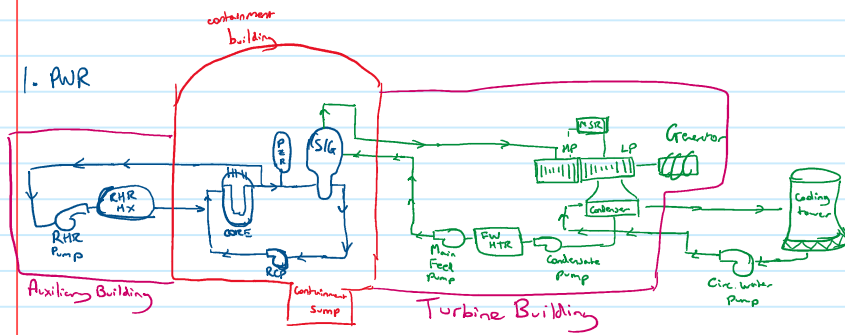 containment
building
1. PWR
PZR
S/G
MSR
HP
LP
Generator
RHR
HX
CORE
RHR
Pump
RCP
Main
Feed
Pump
FW
HTR
Condensate
pump
Condenser
Cooling
tower
Circ. Water
Pump
Auxiliary Building
Containment
Sump
Turbine Building